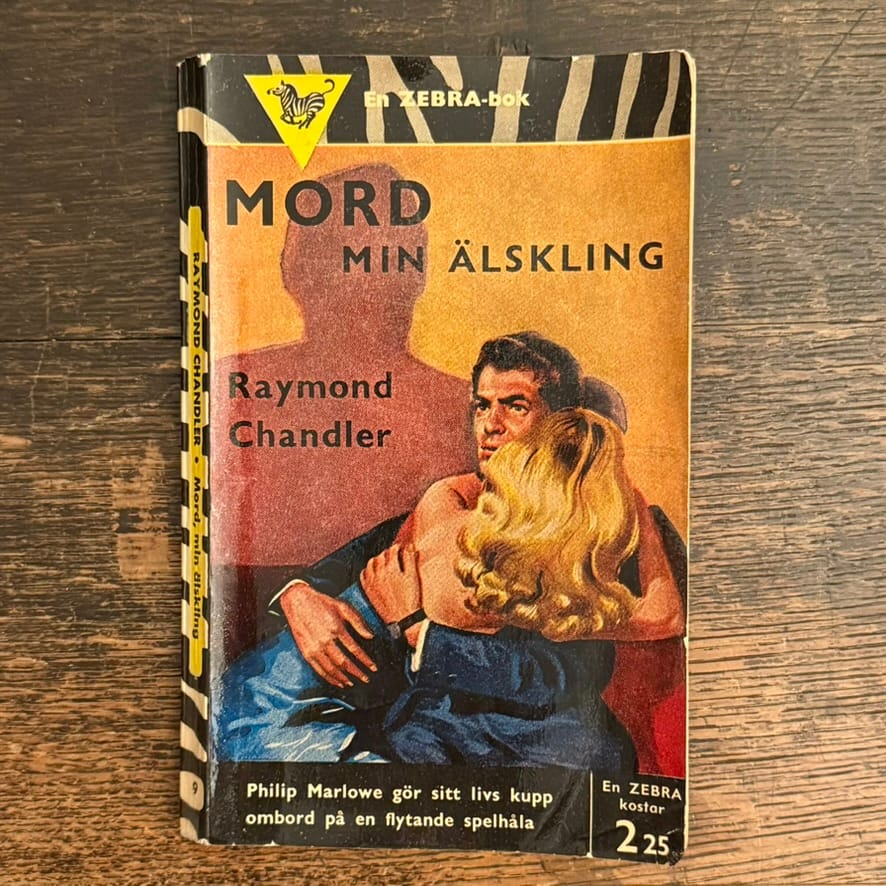 En ZEBRA-bok
MORD
MIN ÄLSKLING
Raymond
Chandler
Philip Marlowe gör sitt livs kupp
ombord på en flytande spelhåla
En ZEBRA
kostar
2 25
RAYMOND CHANDLER • Mord, min älskling
9